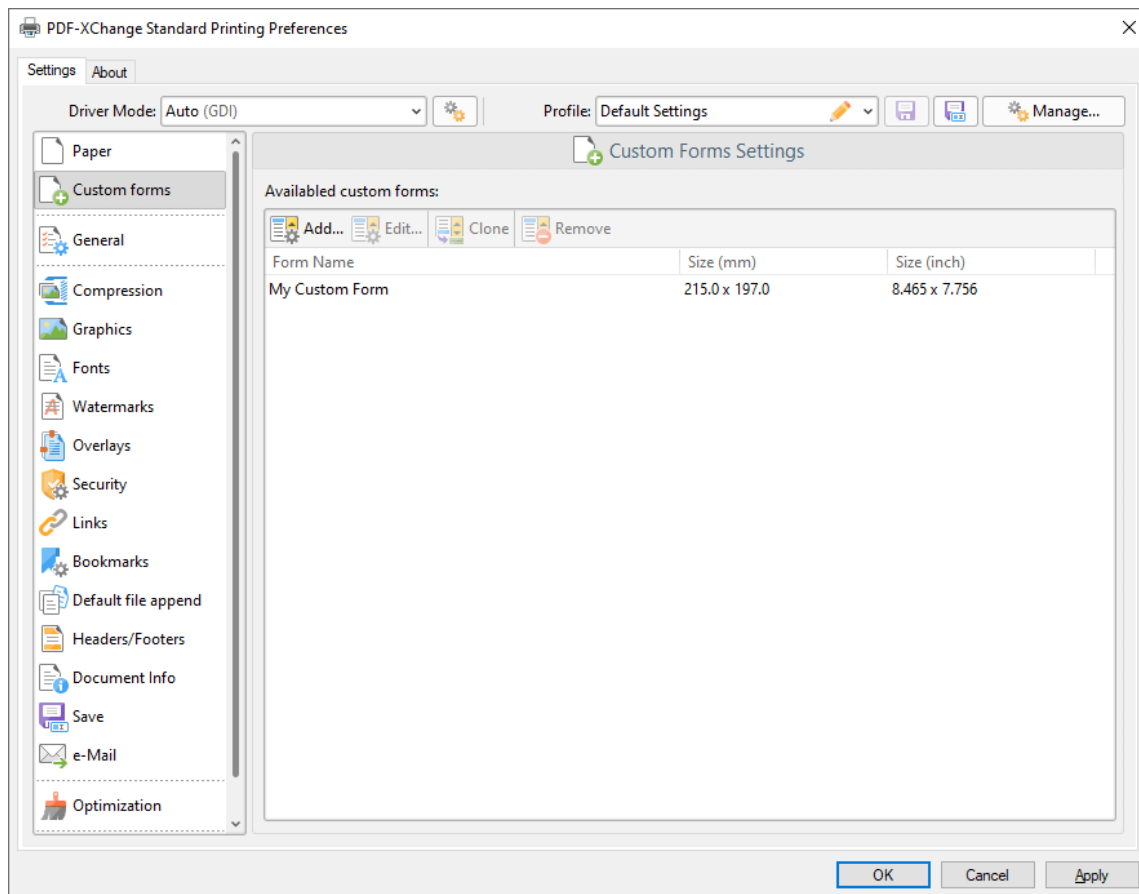 PDF-XChange Standard Printing Preferences
Settings About
Driver Mode: Auto (GDI) Profile: Default Settings Manage...
Paper
Custom forms
General
Compression
Graphics
Fonts
Watermarks
Overlays
Security
Links
Bookmarks
Default file append
Headers/Footers
Document Info
Save
e-Mail
Optimization
Custom Forms Settings
Availabled custom forms:
Add... Edit... Clone Remove
Form Name Size (mm) Size (inch)
My Custom Form 215.0 x 197.0 8.465 x 7.756
OK Cancel Apply